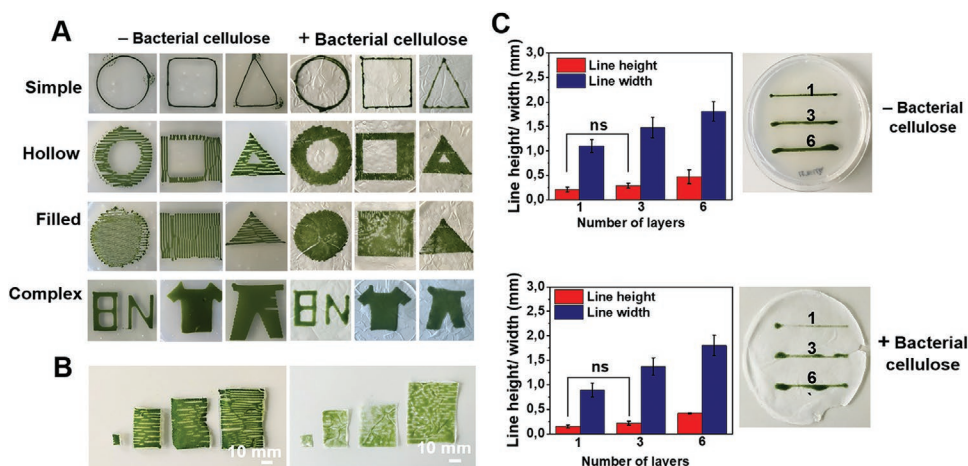 A
– Bacterial cellulose
+ Bacterial cellulose
Simple
Hollow
Filled
Complex
B
10 mm
10 mm
C
Line height/ width (mm)
3,0
2,5
2,0
1,5
1,0
0,5
0,0
Line height
Line width
ns
1
3
6
Number of layers
1
3
6
– Bacterial
cellulose
Line height/ width (mm)
3,0
2,5
2,0
1,5
1,0
0,5
0,0
Line height
Line width
ns
1
3
6
Number of layers
1
3
6
+ Bacterial
cellulose